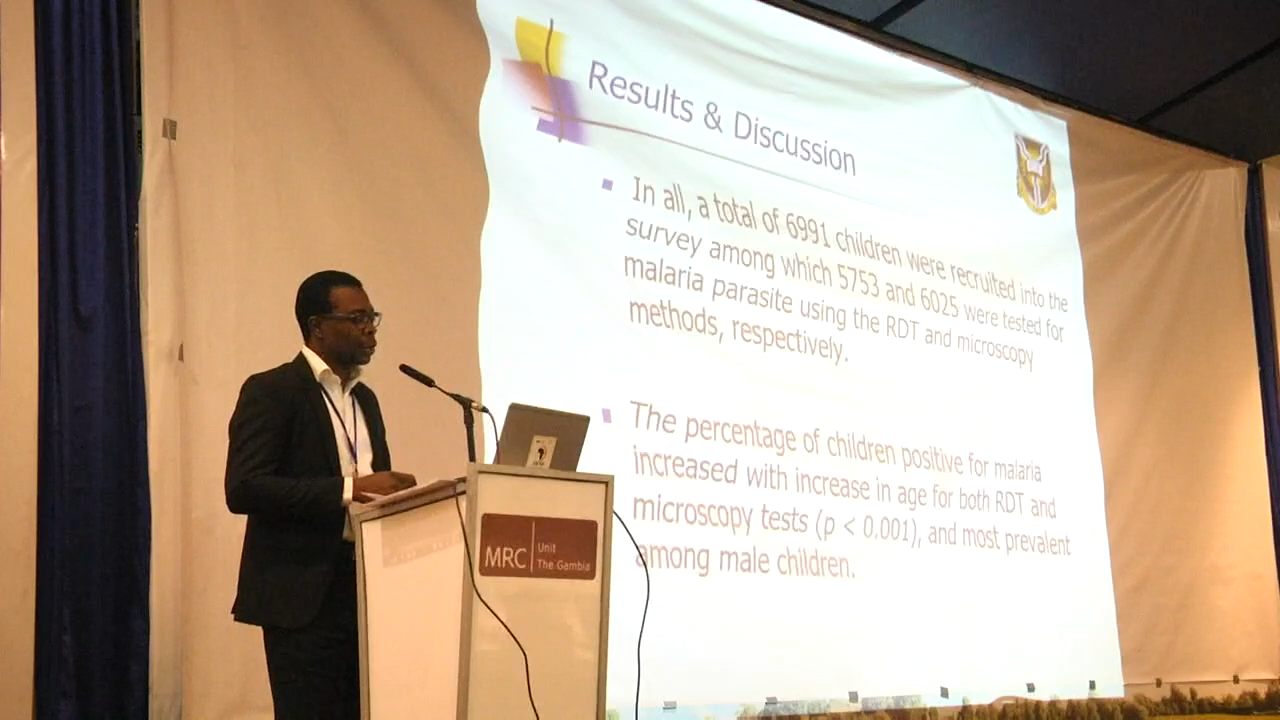 Results & Discussion
In all, a total of 6991 children were recruited into the
survey among which 5753 and 6025 were tested for
malaria parasite using the RDT and microscopy
methods, respectively.
The percentage of children positive for malaria
increased with increase in age for both RDT and
microscopy tests (p < 0.001), and most prevalent
among male children.
MRC
Unit
The Gambia